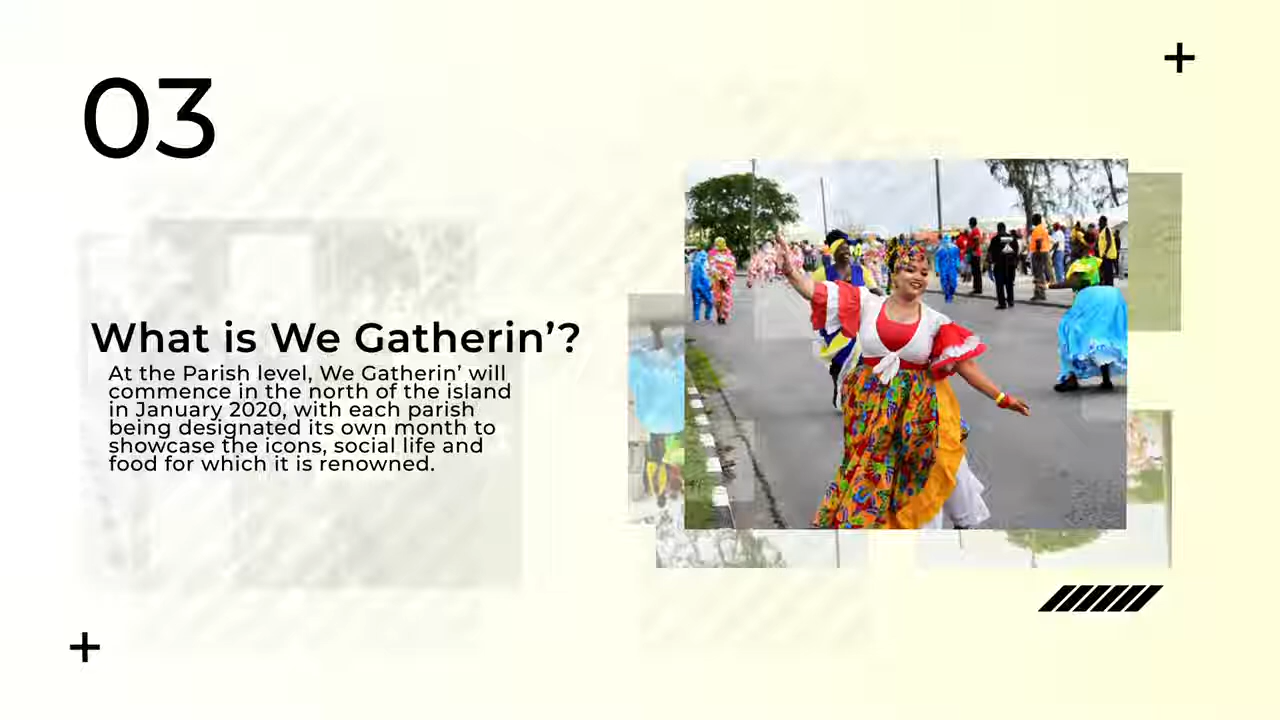 03
What is We Gatherin’?
At the Parish level, We Gatherin’ will
commence in the north of the island
in January 2020, with each parish
being designated its own month to
showcase the icons, social life and
food for which it is renowned.